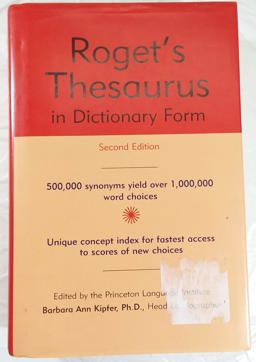 Roget's
Thesaurus
in Dictionary Form
Second Edition
500,000 synonyms yield over 1,000,000
word choices
Unique concept index for fastest access
to scores of new choices
Edited by the Princeton Language Institute
Barbara Ann Kipfer, Ph.D., Head